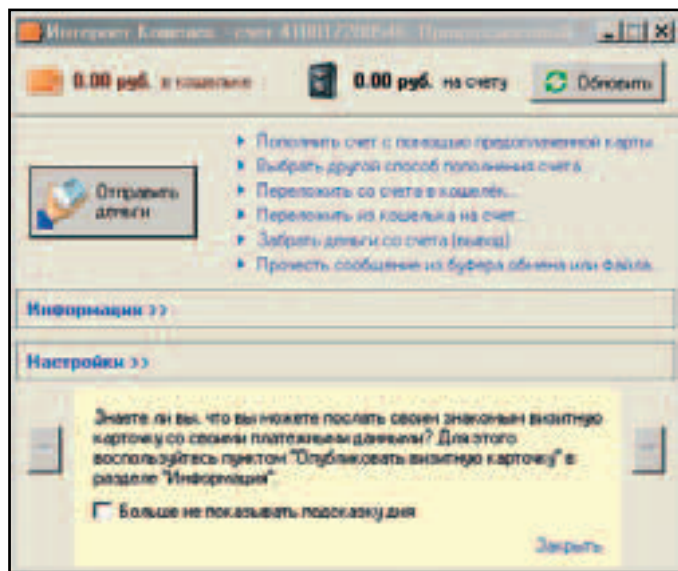 Интернет.Кошелек - счет
0.00 руб. в кошельке 0.00 руб. на счету Обновить
Пополнить счет с помощью предоплаченной карты
Выбрать другой способ пополнения счета
Отправить деньги
Переложить со счета в кошелёк...
Переложить из кошелька на счет...
Забрать деньги со счета (вывод)
Прочесть сообщение из буфера обмена или файла...
Информация >>
Настройки >>
Знаете ли вы, что вы можете послать своим знакомым визитную
карточку со своими платежными данными? Для этого
воспользуйтесь пунктом "Опубликовать визитную карточку" в
разделе "Информация".
Больше не показывать подсказку дня
Закрыть